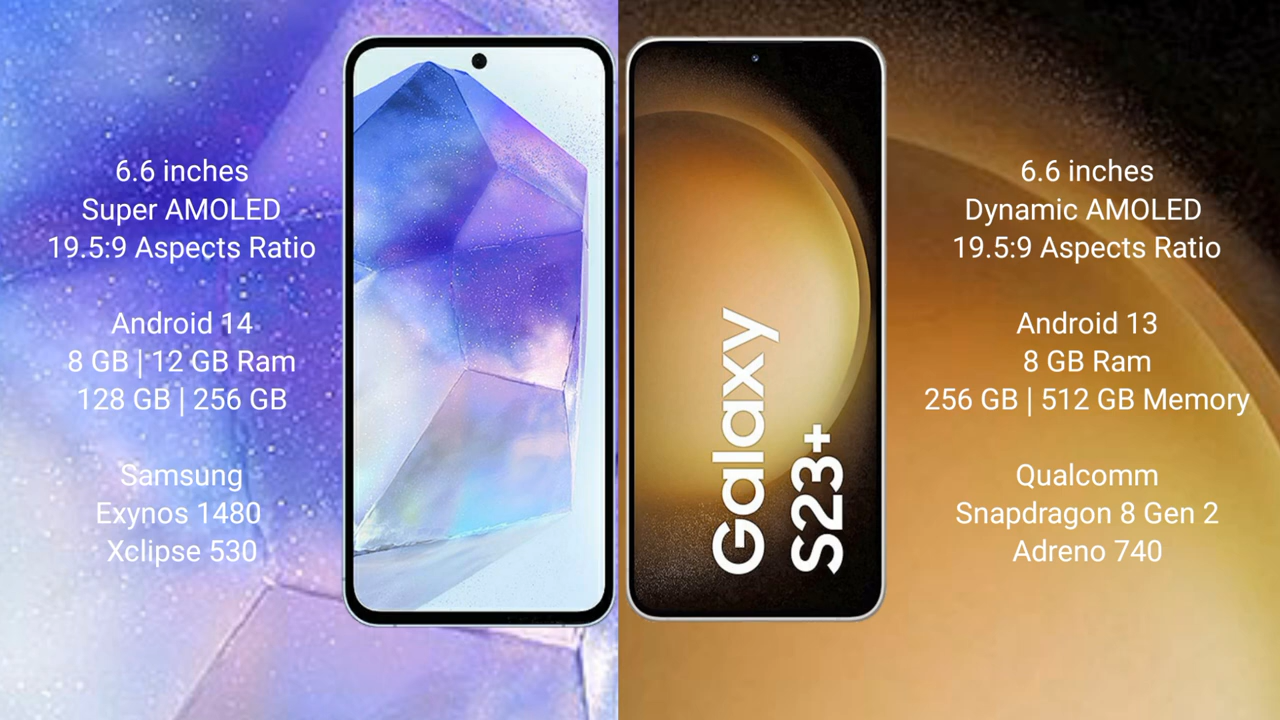 6.6 inches
Super AMOLED
19.5:9 Aspects Ratio
Android 14
8 GB | 12 GB Ram
128 GB | 256 GB
Samsung
Exynos 1480
Xclipse 530
Galaxy
S23+
6.6 inches
Dynamic AMOLED
19.5:9 Aspects Ratio
Android 13
8 GB Ram
256 GB | 512 GB Memory
Qualcomm
Snapdragon 8 Gen 2
Adreno 740